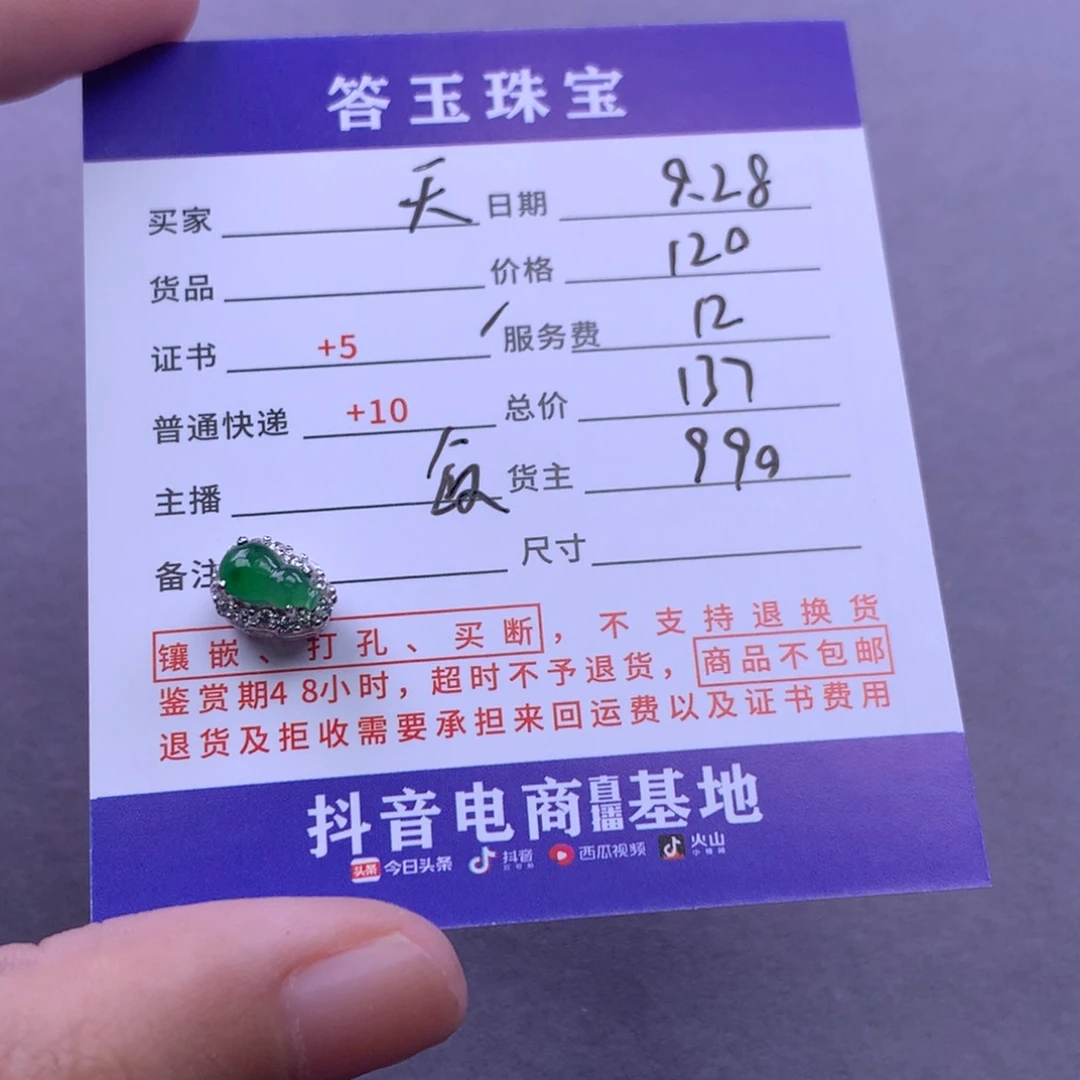 答玉珠宝
买家 天 日期 9.28
货品 价格 120
证书 +5 服务费 12
普通快递 +10 总价 137
主播 货主 990
备注 尺寸
镶嵌、打孔、买断，不支持退换货
鉴赏期48小时，超时不予退货，商品不包邮
退货及拒收需要承担来回运费以及证书费用
抖音电商直播基地
头条 今日头条 抖音 西瓜视频 火山